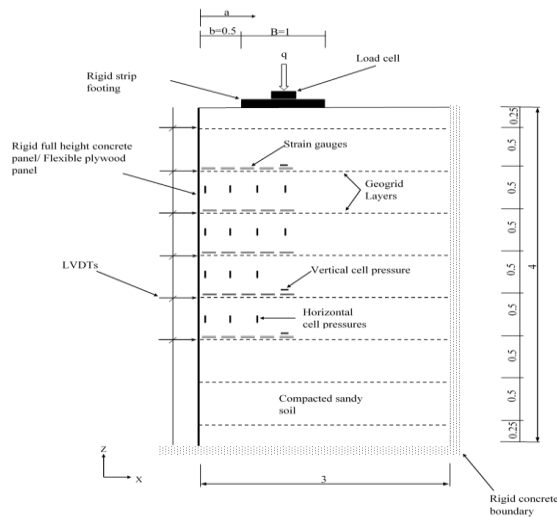 a
b=0.5
B=1
q
Load cell
Rigid strip
footing
Rigid full height concrete
panel/ Flexible plywood
panel
Strain gauges
Geogrid
Layers
LVDTs
Vertical cell pressure
Horizontal
cell pressures
Compacted sandy
soil
0.25
0.5
0.5
0.5
0.5
0.5
0.5
0.5
0.25
4
3
Z
X
Rigid concrete
boundary